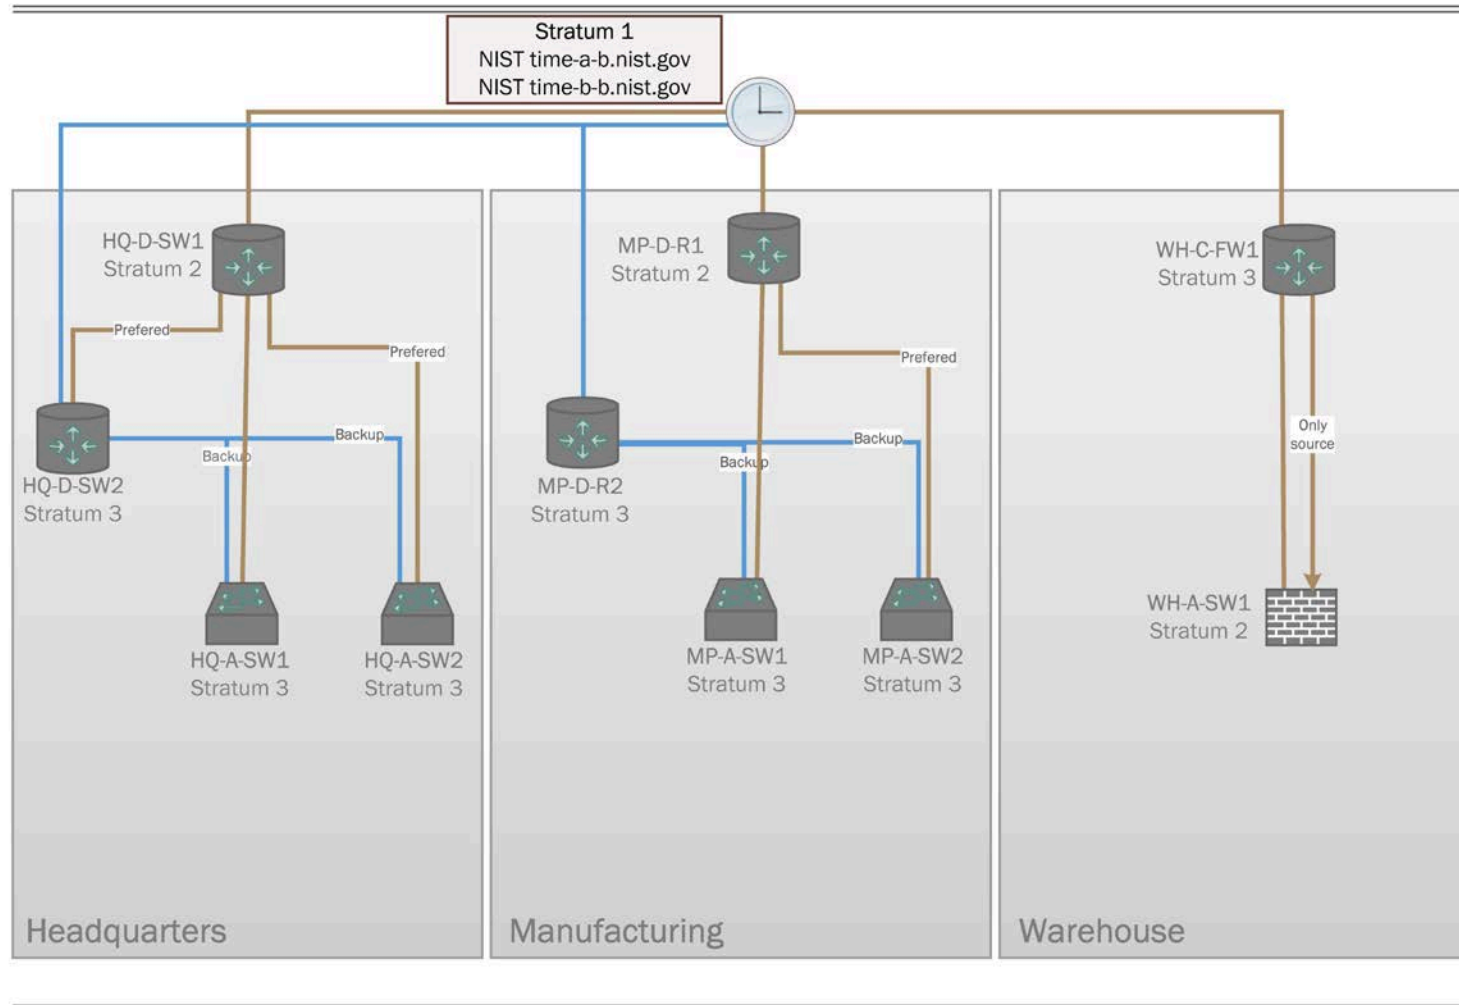 Stratum 1
NIST time-a-b.nist.gov
NIST time-b-b.nist.gov
HQ-D-SW1
Stratum 2
Prefered
Prefered
HQ-D-SW2
Stratum 3
Backup
Backup
HQ-A-SW1
Stratum 3
HQ-A-SW2
Stratum 3
Headquarters
MP-D-R1
Stratum 2
Prefered
MP-D-R2
Stratum 3
Backup
Backup
MP-A-SW1
Stratum 3
MP-A-SW2
Stratum 3
Manufacturing
WH-C-FW1
Stratum 3
Only
source
WH-A-SW1
Stratum 2
Warehouse